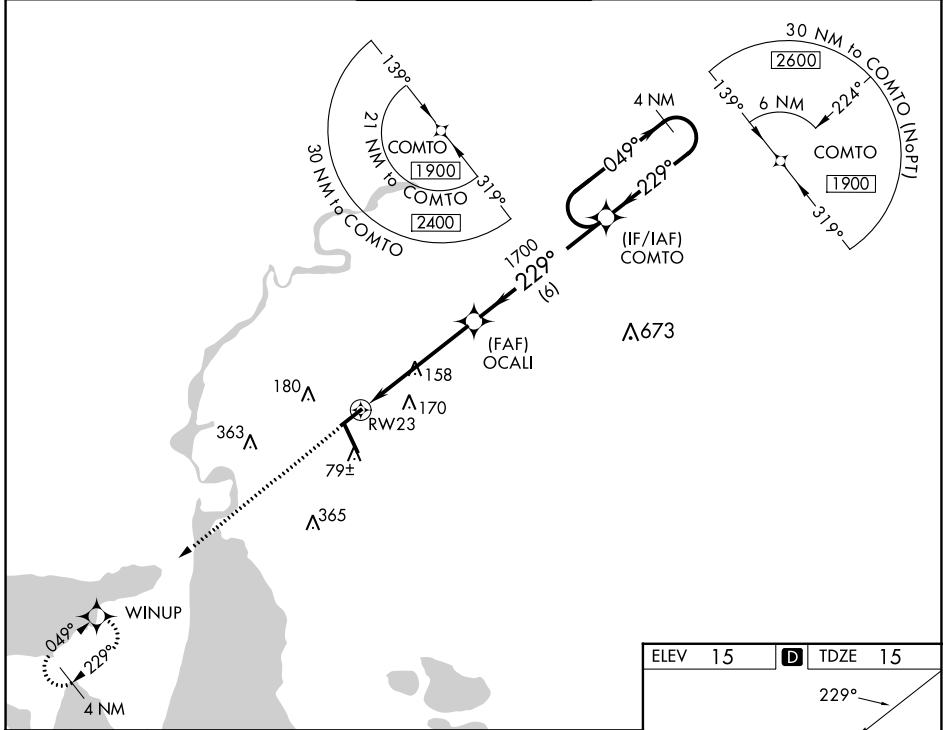 139°
COMTO
1900
21 NM to COMTO
2400
30 NM to COMTO
319°
4 NM
049°
229°
(IF/IAF)
COMTO
30 NM to COMTO (NoPT)
2600
139°
6 NM
224°
COMTO
1900
319°
1700
229°
(6)
(FAF)
OCALI
673
158
180
170
RW23
363
79±
365
WINUP
049°
229°
4 NM
ELEV 15 D TDZE 15
229°